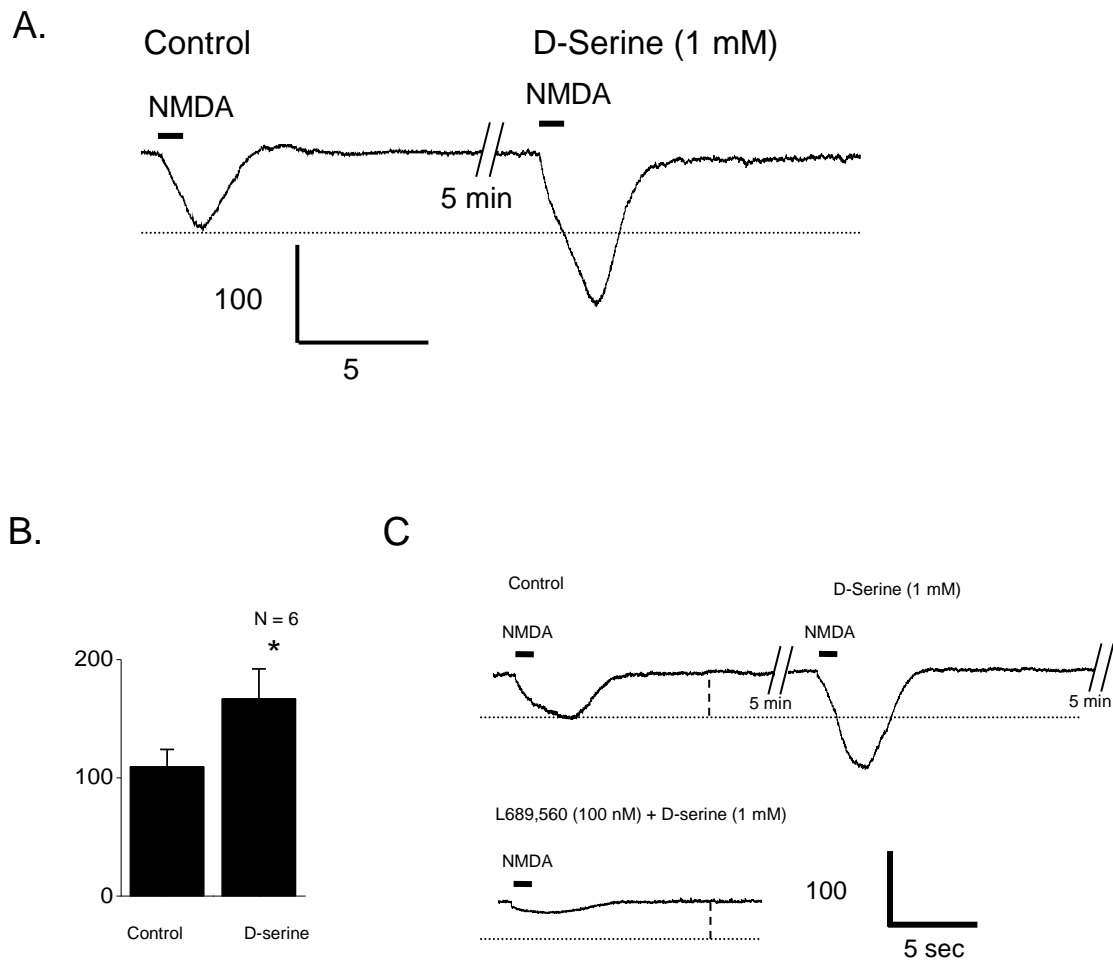 A.
Control
D-Serine (1 mM)
NMDA
NMDA
5 min
100
5
B.
N = 6
*
200
100
0
Control
D-serine
C
Control
D-Serine (1 mM)
NMDA
NMDA
5 min
5 min
L689,560 (100 nM) + D-serine (1 mM)
NMDA
100
5 sec